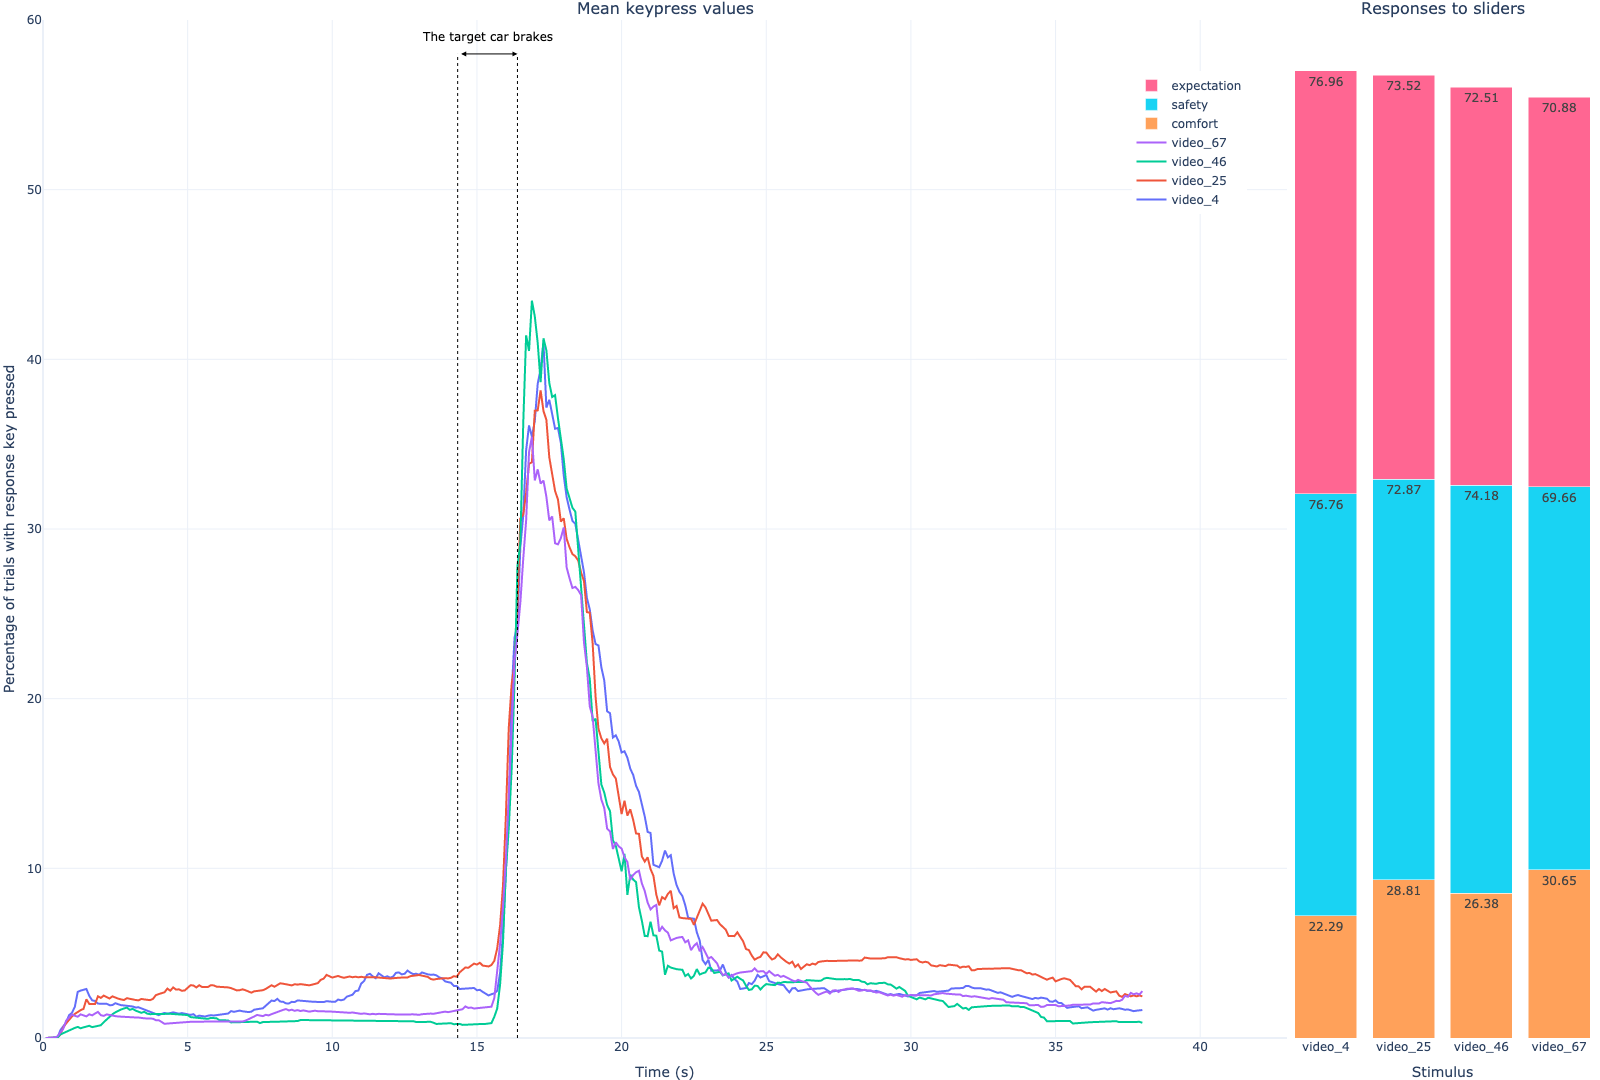 Mean keypress values
Responses to sliders
The target car brakes
expectation
safety
comfort
video_67
video_46
video_25
video_4
Percentage of trials with response key pressed
60
50
40
30
20
10
0
0
5
10
15
20
25
30
35
40
Time (s)
76.96
73.52
72.51
70.88
76.76
72.87
74.18
69.66
22.29
28.81
26.38
30.65
video_4
video_25
video_46
video_67
Stimulus